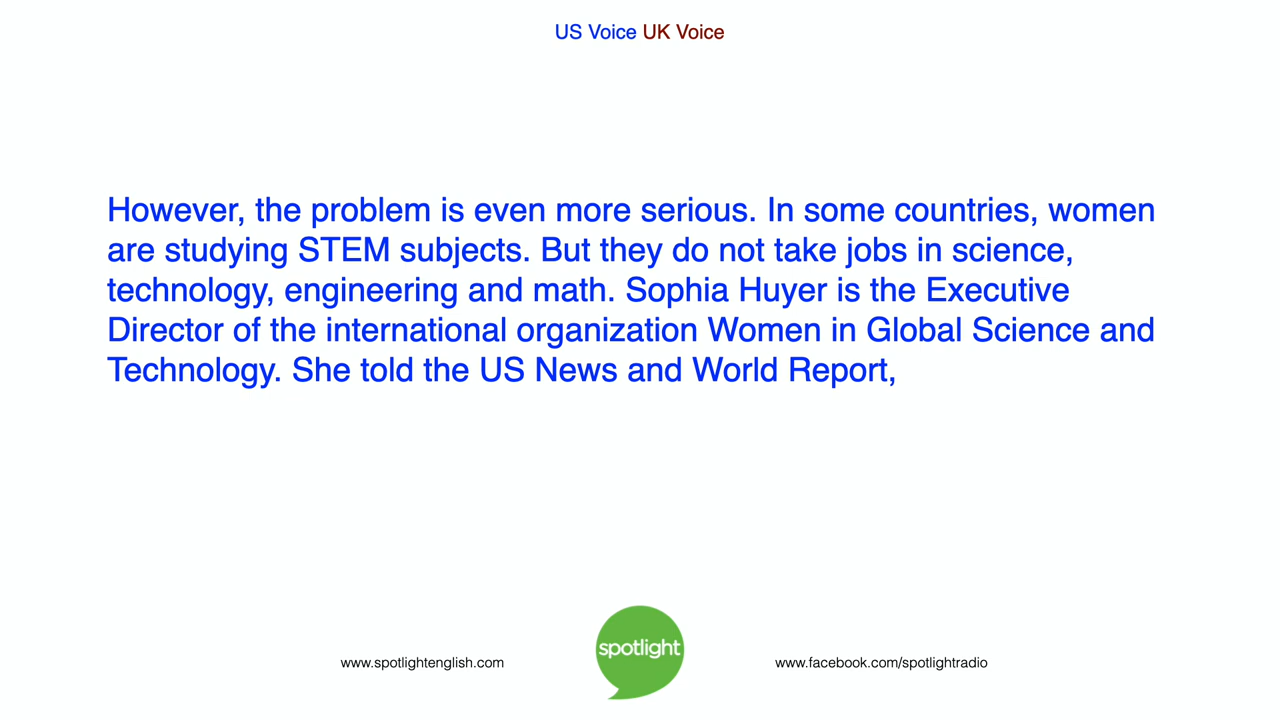 US Voice UK Voice
However, the problem is even more serious. In some countries, women
are studying STEM subjects. But they do not take jobs in science,
technology, engineering and math. Sophia Huyer is the Executive
Director of the international organization Women in Global Science and
Technology. She told the US News and World Report,
spotlight
www.spotlightenglish.com
www.facebook.com/spotlightradio